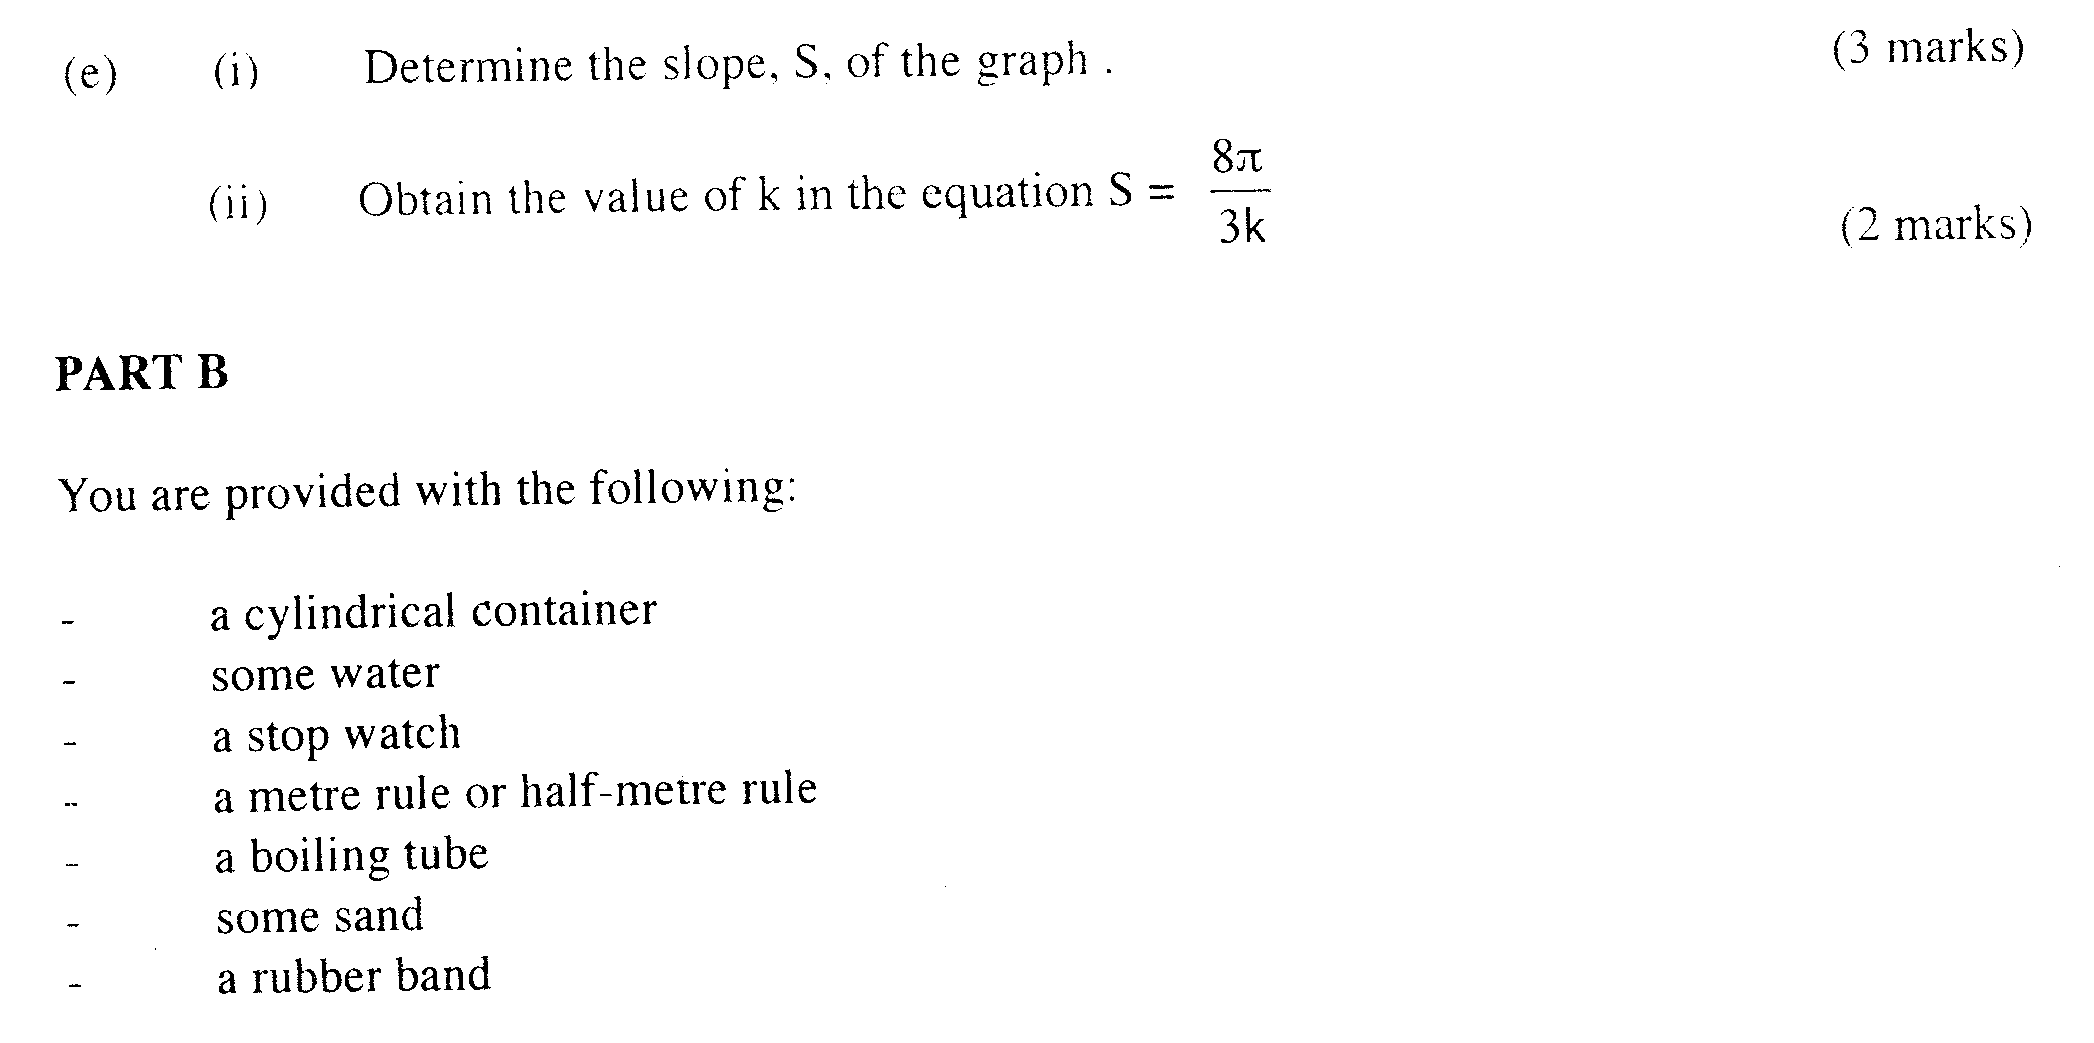 (e) (i) Determine the slope, S, of the graph . (3 marks)
(ii) Obtain the value of k in the equation S = 8π/3k (2 marks)
PART B
You are provided with the following:
- a cylindrical container
- some water
- a stop watch
- a metre rule or half-metre rule
- a boiling tube
- some sand
- a rubber band